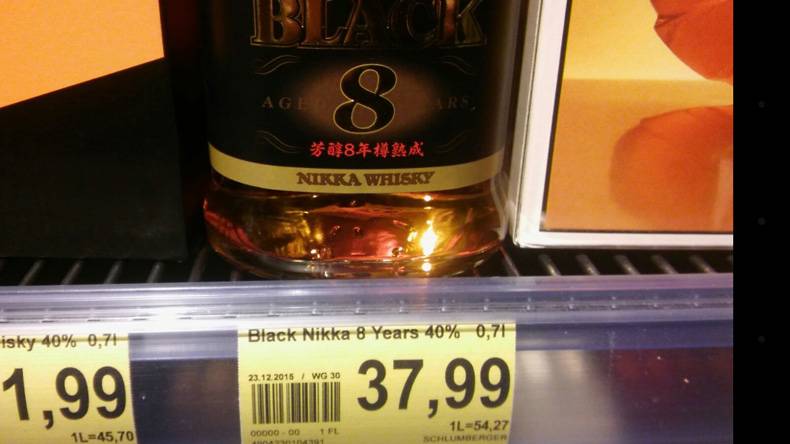 BLACK
AGED 8 YEARS
芳醇8年樽熟成
NIKKA WHISKY
isky 40% 0,7l
1,99
1L=45,70
Black Nikka 8 Years 40% 0,7l
23.12.2015 / WG 30
37,99
00000 - 00 1 FL
1L=54,27
SCHLUMBERGER